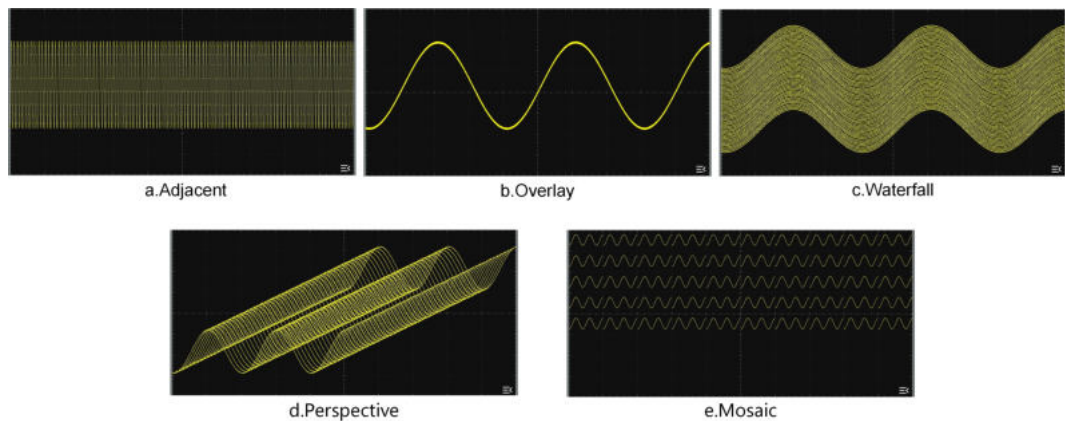 a.Adjacent
b.Overlay
c.Waterfall
d.Perspective
e.Mosaic